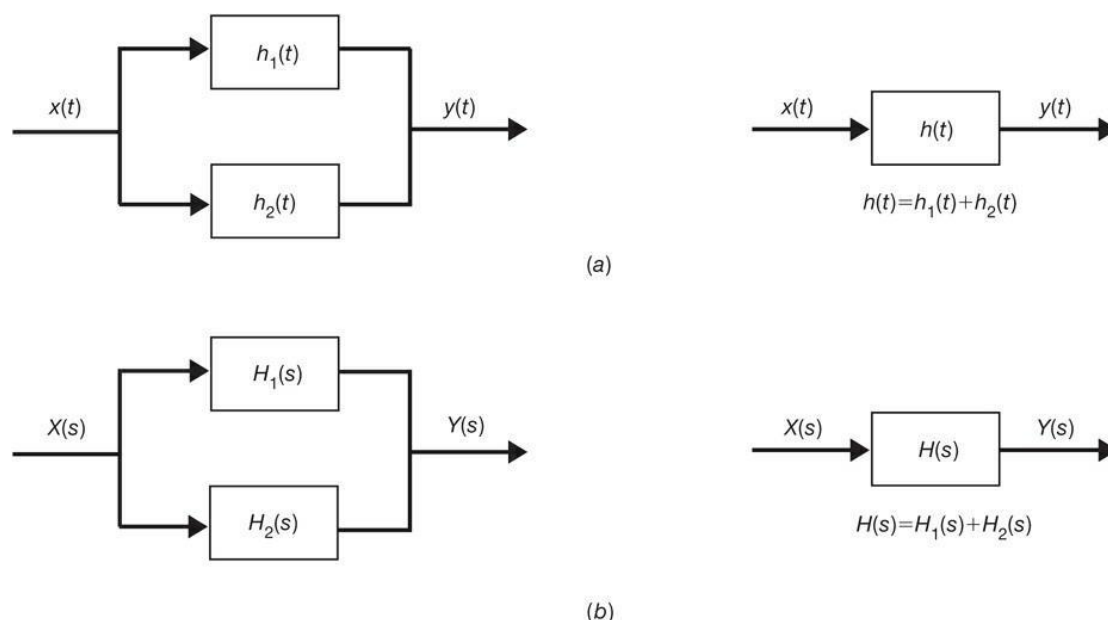 h₁(t)
x(t) y(t) x(t) h(t) y(t)
h₂(t)
h(t)=h₁(t)+h₂(t)
(a)
H₁(s)
X(s) Y(s) X(s) H(s) Y(s)
H₂(s)
H(s)=H₁(s)+H₂(s)
(b)